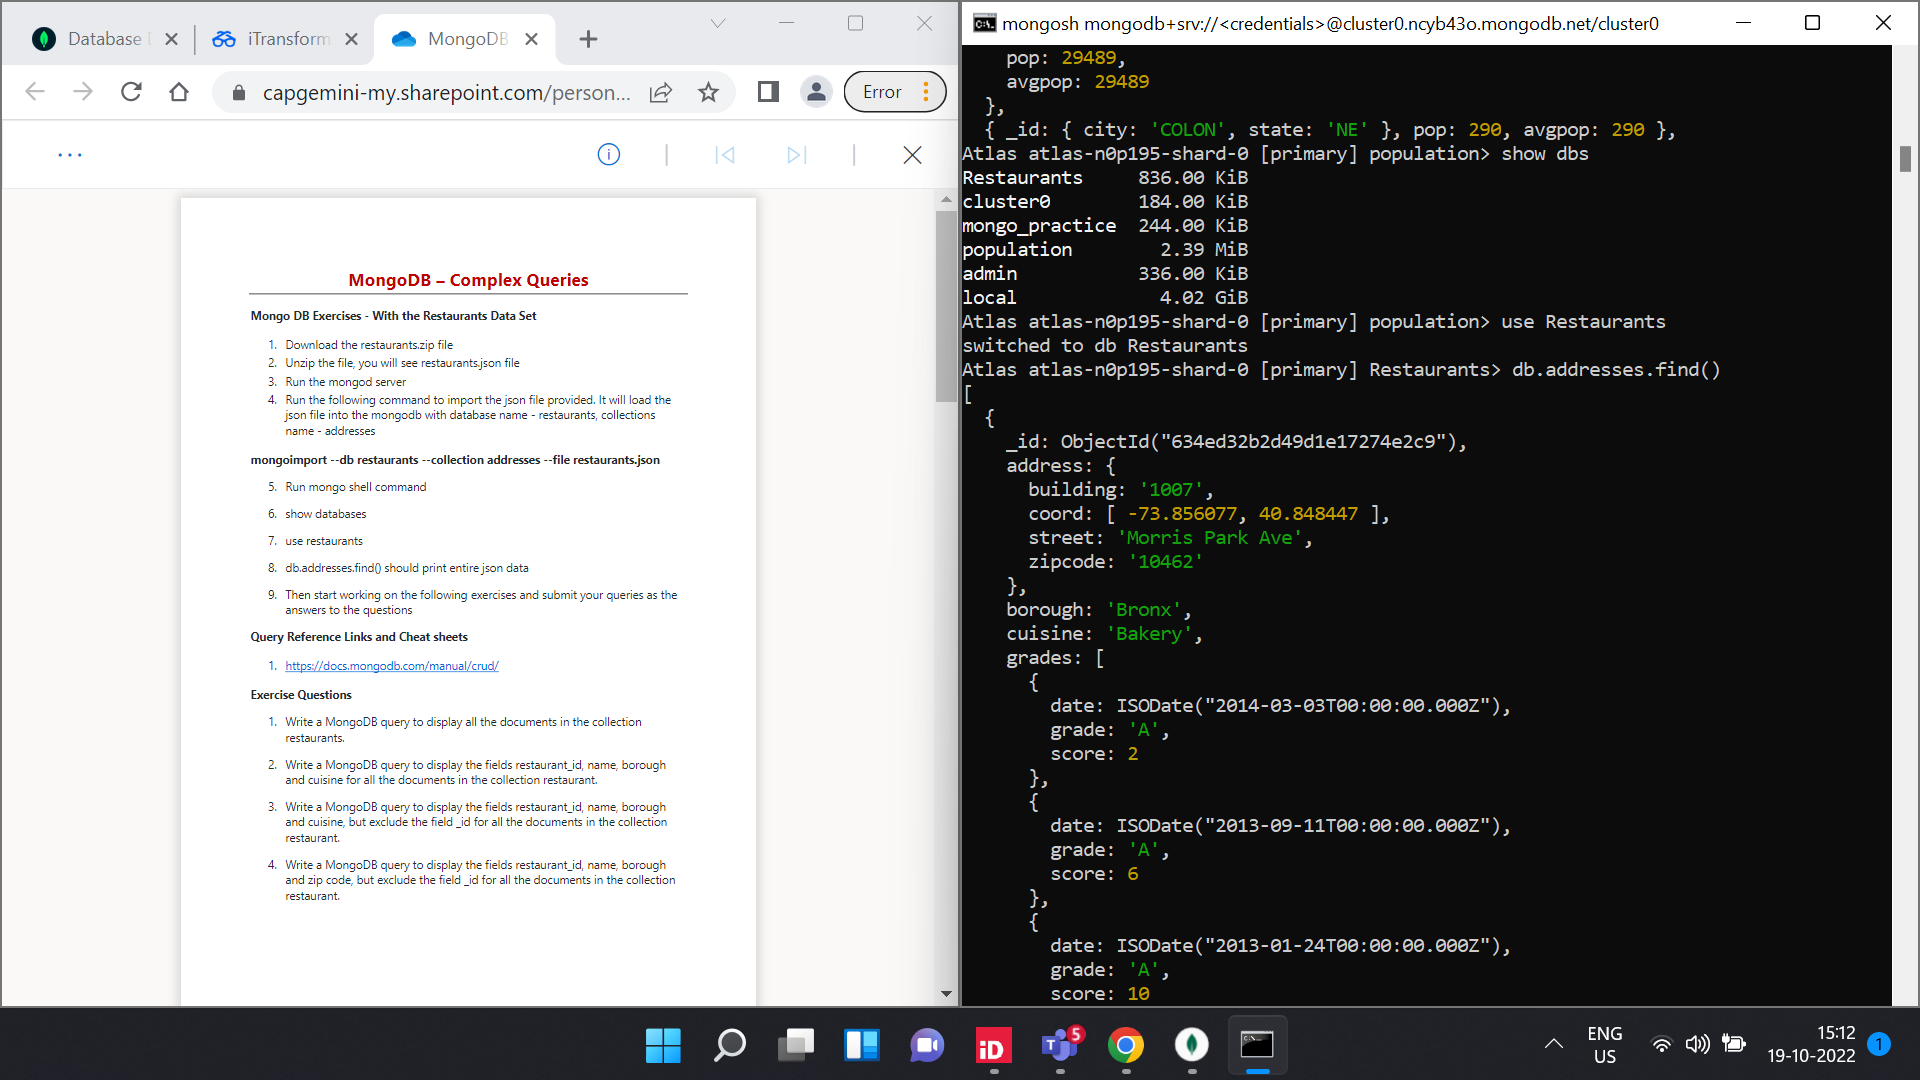 Database
iTransform
MongoDB
capgemini-my.sharepoint.com/person...
Error
MongoDB – Complex Queries
Mongo DB Exercises - With the Restaurants Data Set
1. Download the restaurants.zip file
2. Unzip the file, you will see restaurants.json file
3. Run the mongod server
4. Run the following command to import the json file provided. It will load the
json file into the mongodb with database name - restaurants, collections
name - addresses
mongoimport --db restaurants --collection addresses --file restaurants.json
5. Run mongo shell command
6. show databases
7. use restaurants
8. db.addresses.find() should print entire json data
9. Then start working on the following exercises and submit your queries as the
answers to the questions
Query Reference Links and Cheat sheets
1. https://docs.mongodb.com/manual/crud/
Exercise Questions
1. Write a MongoDB query to display all the documents in the collection
restaurants.
2. Write a MongoDB query to display the fields restaurant_id, name, borough
and cuisine for all the documents in the collection restaurant.
3. Write a MongoDB query to display the fields restaurant_id, name, borough
and cuisine, but exclude the field _id for all the documents in the collection
restaurant.
4. Write a MongoDB query to display the fields restaurant_id, name, borough
and zip code, but exclude the field _id for all the documents in the collection
restaurant.
mongosh mongodb+srv://<credentials>@cluster0.ncyb43o.mongodb.net/cluster0
pop: 29489,
avgpop: 29489
},
{ _id: { city: 'COLON', state: 'NE' }, pop: 290, avgpop: 290 },
Atlas atlas-n0p195-shard-0 [primary] population> show dbs
Restaurants 836.00 KiB
cluster0 184.00 KiB
mongo_practice 244.00 KiB
population 2.39 MiB
admin 336.00 KiB
local 4.02 GiB
Atlas atlas-n0p195-shard-0 [primary] population> use Restaurants
switched to db Restaurants
Atlas atlas-n0p195-shard-0 [primary] Restaurants> db.addresses.find()
[
{
_id: ObjectId("634ed32b2d49d1e17274e2c9"),
address: {
building: '1007',
coord: [ -73.856077, 40.848447 ],
street: 'Morris Park Ave',
zipcode: '10462'
},
borough: 'Bronx',
cuisine: 'Bakery',
grades: [
{
date: ISODate("2014-03-03T00:00:00.000Z"),
grade: 'A',
score: 2
},
{
date: ISODate("2013-09-11T00:00:00.000Z"),
grade: 'A',
score: 6
},
{
date: ISODate("2013-01-24T00:00:00.000Z"),
grade: 'A',
score: 10
iD
5
ENG
US
15:12
19-10-2022
1